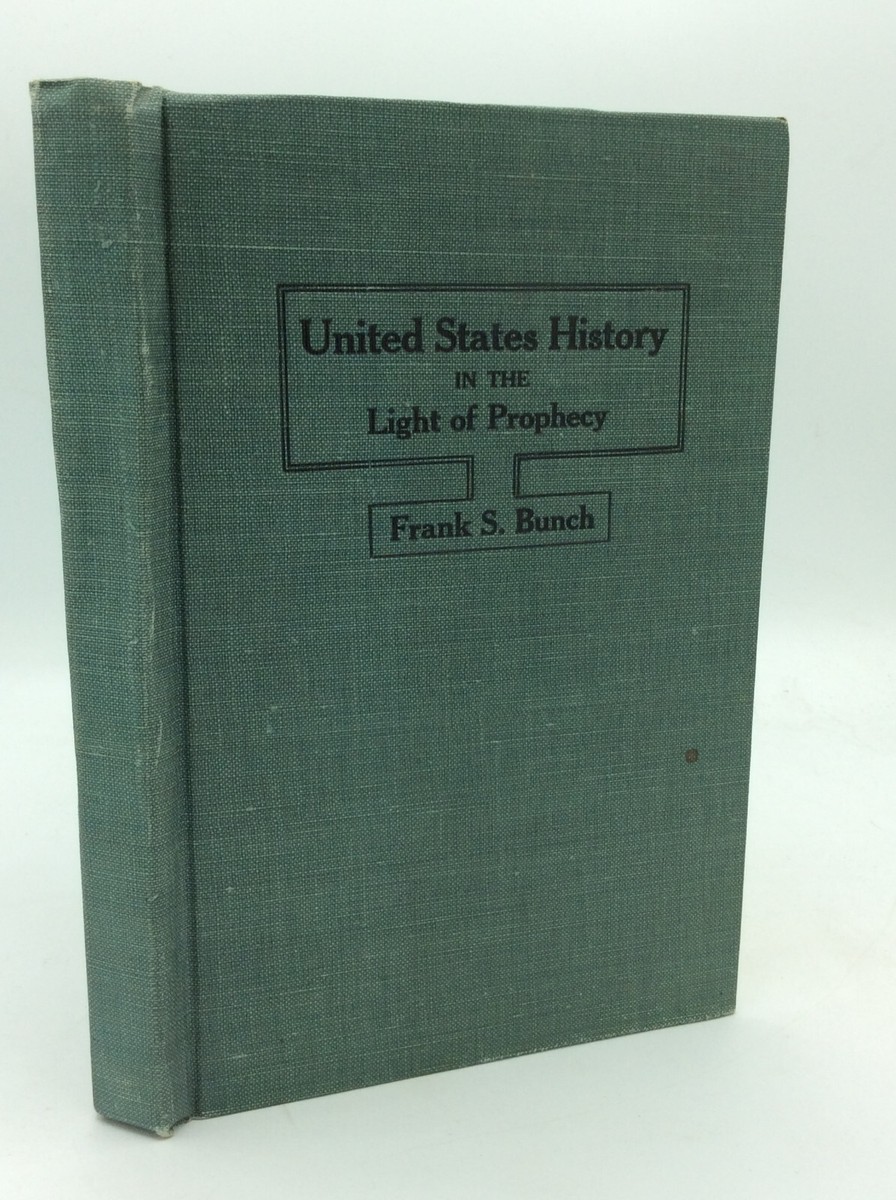 United States History
IN THE
Light of Prophecy
Frank S. Bunch